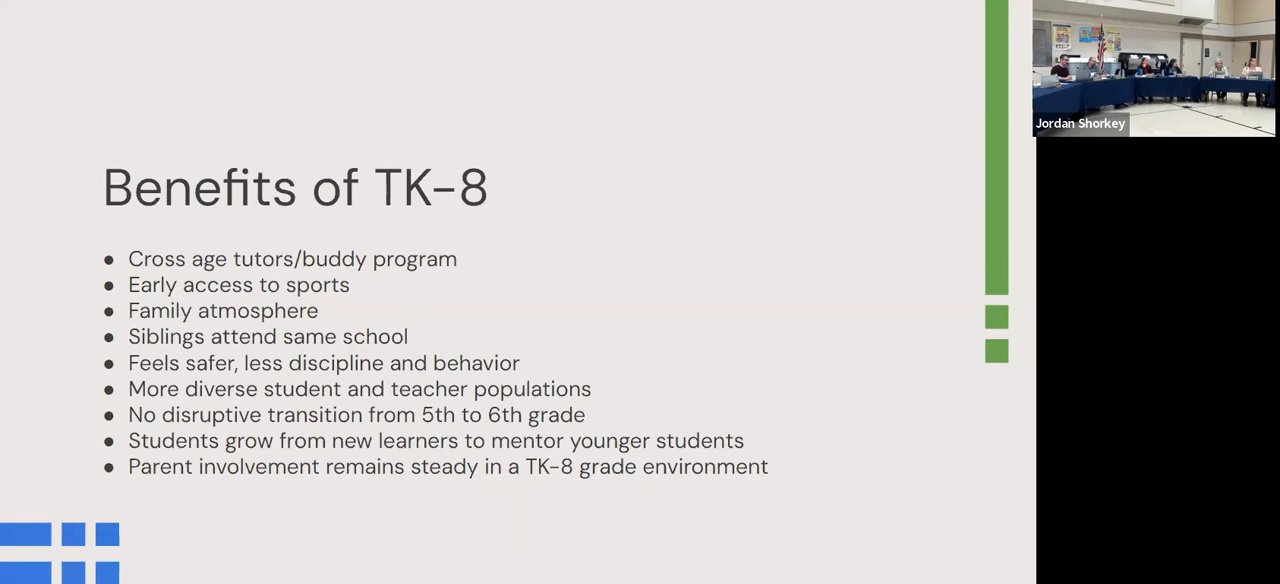 Benefits of TK-8
● Cross age tutors/buddy program
● Early access to sports
● Family atmosphere
● Siblings attend same school
● Feels safer, less discipline and behavior
● More diverse student and teacher populations
● No disruptive transition from 5th to 6th grade
● Students grow from new learners to mentor younger students
● Parent involvement remains steady in a TK-8 grade environment
Jordan Shorkey